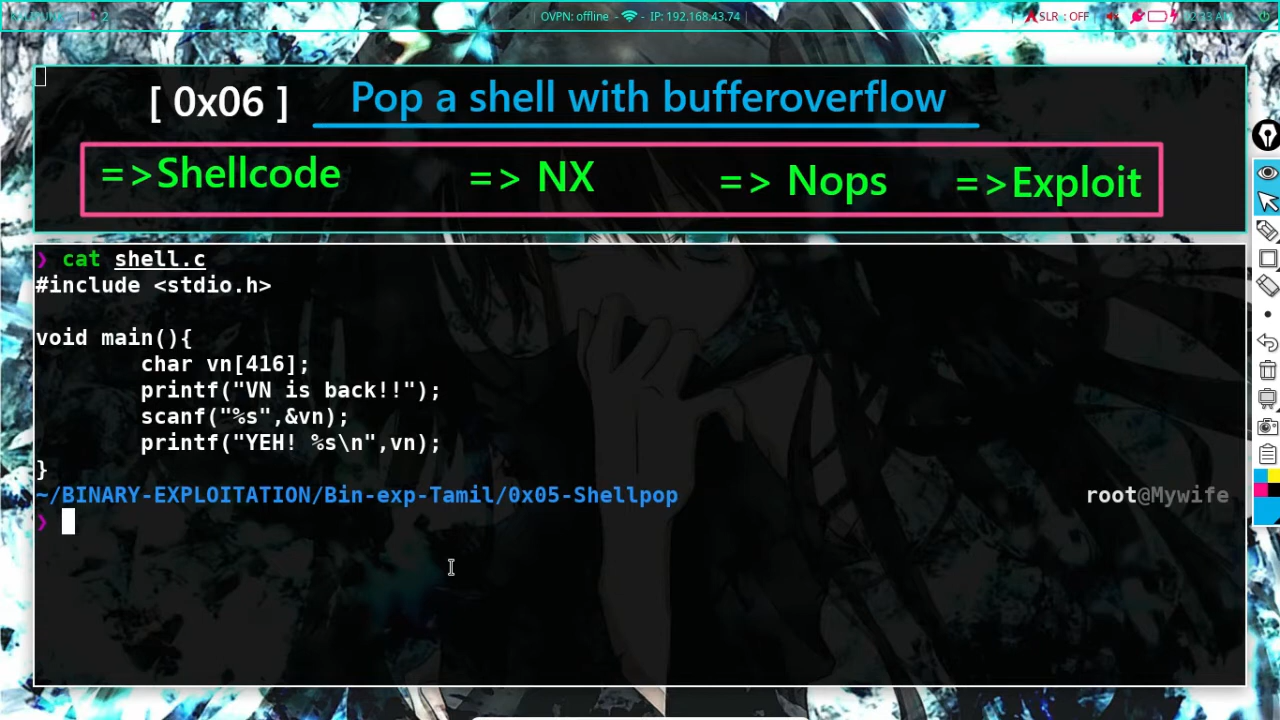 OVPN: offline - - IP: 192.168.43.74
SLR : OFF
[ 0x06 ] Pop a shell with bufferoverflow
=>Shellcode => NX => Nops =>Exploit
❯ cat shell.c
#include <stdio.h>
void main(){
char vn[416];
printf("VN is back!!");
scanf("%s",&vn);
printf("YEH! %s\n",vn);
}
~/BINARY-EXPLOITATION/Bin-exp-Tamil/0x05-Shellpop root@Mywife
❯